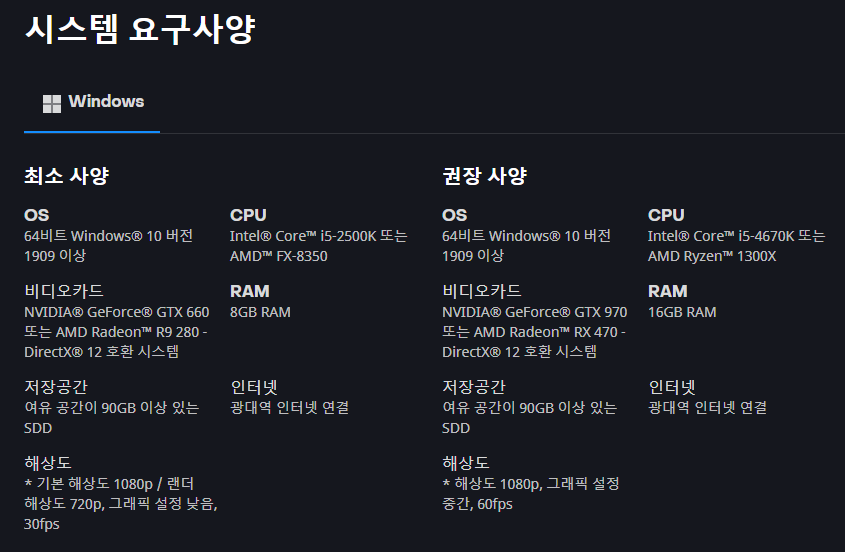 시스템 요구사양
Windows
최소 사양
OS
64비트 Windows® 10 버전
1909 이상
CPU
Intel® Core™ i5-2500K 또는
AMD™ FX-8350
비디오카드
NVIDIA® GeForce® GTX 660
또는 AMD Radeon™ R9 280 -
DirectX® 12 호환 시스템
RAM
8GB RAM
저장공간
여유 공간이 90GB 이상 있는
SDD
인터넷
광대역 인터넷 연결
해상도
* 기본 해상도 1080p / 랜더
해상도 720p, 그래픽 설정 낮음,
30fps
권장 사양
OS
64비트 Windows® 10 버전
1909 이상
CPU
Intel® Core™ i5-4670K 또는
AMD Ryzen™ 1300X
비디오카드
NVIDIA® GeForce® GTX 970
또는 AMD Radeon™ RX 470 -
DirectX® 12 호환 시스템
RAM
16GB RAM
저장공간
여유 공간이 90GB 이상 있는
SDD
인터넷
광대역 인터넷 연결
해상도
* 해상도 1080p, 그래픽 설정
중간, 60fps